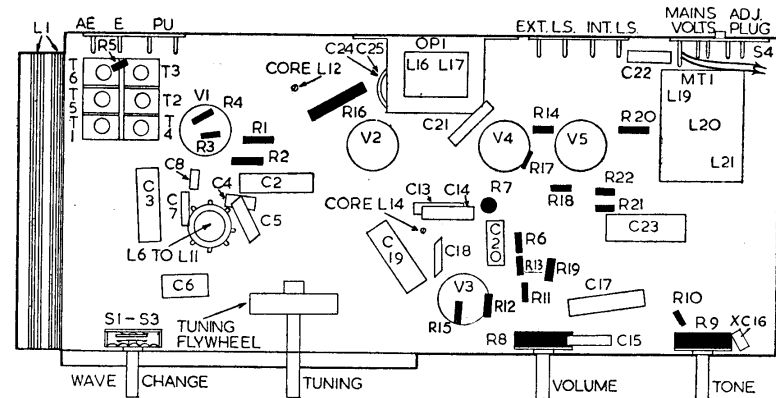 L1
AE E PU
EXT. LS. INT. LS.
MAINS VOLTS
ADJ. PLUG
S4
R5
T6
T3
T5
T2
T1
T4
V1
R4
R3
R1
R2
CORE L12
C24 C25
OP1
L16 L17
R16
V2
C21
V4
R14
V5
R17
R20
C22
MT1
L19
L20
L21
C8
C3
C7
C4
C2
C5
L6 TO L11
C6
CORE L14
C13
C14
R7
C19
C18
C20
R18
R22
R21
C23
R6
R13
R19
R11
V3
R15
R12
C17
R10
R8
C15
R9
XC16
S1-S3
TUNING FLYWHEEL
WAVE CHANGE
TUNING
VOLUME
TONE